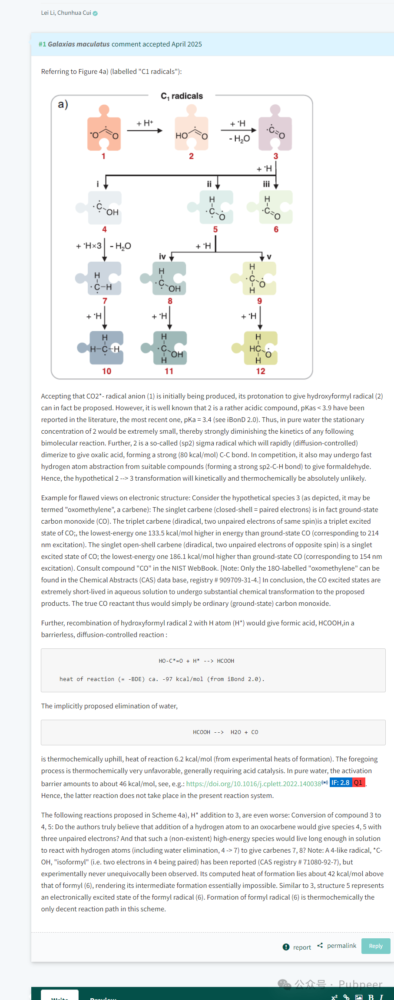 Lei Li, Chunhua Cui
#1 Galaxias maculatus comment accepted April 2025
Referring to Figure 4a) (labelled "C1 radicals"):
C₁ radicals
a)
⁻O Ċ O
+ H⁺
HO Ċ O
+ ˙H
- H₂O
·Ċ=O
1
2
3
+ ˙H
i
ii
iii
·Ċ-OH
H
·C-Ȯ
H
·C=O
4
5
6
+ ˙H×3
- H₂O
+ ˙H
iv
v
H
·C-H
H
·C-OH
H
·C-Ȯ
H
7
8
9
+ ˙H
+ ˙H
+ ˙H
H
H-C-H
H
·C-OH
H
H
HC-Ȯ
H
10
11
12
Accepting that CO2*- radical anion (1) is initially being produced, its protonation to give hydroxyformyl radical (2)
can in fact be proposed. However, it is well known that 2 is a rather acidic compound, pKas < 3.9 have been
reported in the literature, the most recent one, pKa = 3.4 (see iBonD 2.0). Thus, in pure water the stationary
concentration of 2 would be extremely small, thereby strongly diminishing the kinetics of any following
bimolecular reaction. Further, 2 is a so-called (sp2) sigma radical which will rapidly (diffusion-controlled)
dimerize to give oxalic acid, forming a strong (80 kcal/mol) C-C bond. In competition, it also may undergo fast
hydrogen atom abstraction from suitable compounds (forming a strong sp2-C-H bond) to give formaldehyde.
Hence, the hypothetical 2 --> 3 transformation will kinetically and thermochemically be absolutely unlikely.
Example for flawed views on electronic structure: Consider the hypothetical species 3 (as depicted, it may be
termed "oxomethylene", a carbene): The singlet carbene (closed-shell = paired electrons) is in fact ground-state
carbon monoxide (CO). The triplet carbene (diradical, two unpaired electrons of same spin)is a triplet excited
state of CO;, the lowest-energy one 133.5 kcal/mol higher in energy than ground-state CO (corresponding to 214
nm excitation). The singlet open-shell carbene (diradical, two unpaired electrons of opposite spin) is a singlet
excited state of CO; the lowest-energy one 186.1 kcal/mol higher than ground-state CO (corresponding to 154 nm
excitation). Consult compound "CO" in the NIST WebBook. [Note: Only the 18O-labelled "oxomethylene" can be
found in the Chemical Abstracts (CAS) data base, registry # 909709-31-4.] In conclusion, the CO excited states are
extremely short-lived in aqueous solution to undergo substantial chemical transformation to the proposed
products. The true CO reactant thus would simply be ordinary (ground-state) carbon monoxide.
Further, recombination of hydroxyformyl radical 2 with H atom (H*) would give formic acid, HCOOH,in a
barrierless, diffusion-controlled reaction :
HO-C*=O + H* --> HCOOH
heat of reaction (= -BDE) ca. -97 kcal/mol (from iBond 2.0).
The implicitly proposed elimination of water,
HCOOH --> H2O + CO
is thermochemically uphill, heat of reaction 6.2 kcal/mol (from experimental heats of formation). The foregoing
process is thermochemically very unfavorable, generally requiring acid catalysis. In pure water, the activation
barrier amounts to about 46 kcal/mol, see, e.g.: https://doi.org/10.1016/j.cplett.2022.140038 IF: 2.8 Q1 .
Hence, the latter reaction does not take place in the present reaction system.
The following reactions proposed in Scheme 4a), H* addition to 3, are even worse: Conversion of compound 3 to
4, 5: Do the authors truly believe that addition of a hydrogen atom to an oxocarbene would give species 4, 5 with
three unpaired electrons? And that such a (non-existent) high-energy species would live long enough in solution
to react with hydrogen atoms (including water elimination, 4 -> 7) to give carbenes 7, 8? Note: A 4-like radical, *C-
OH, "isoformyl" (i.e. two electrons in 4 being paired) has been reported (CAS registry # 71080-92-7), but
experimentally never unequivocally been observed. Its computed heat of formation lies about 42 kcal/mol above
that of formyl (6), rendering its intermediate formation essentially impossible. Similar to 3, structure 5 represents
an electronically excited state of the formyl radical (6). Formation of formyl radical (6) is thermochemically the
only decent reaction path in this scheme.
report permalink Reply
公众号 · Pubpeer
Write Preview x² B I